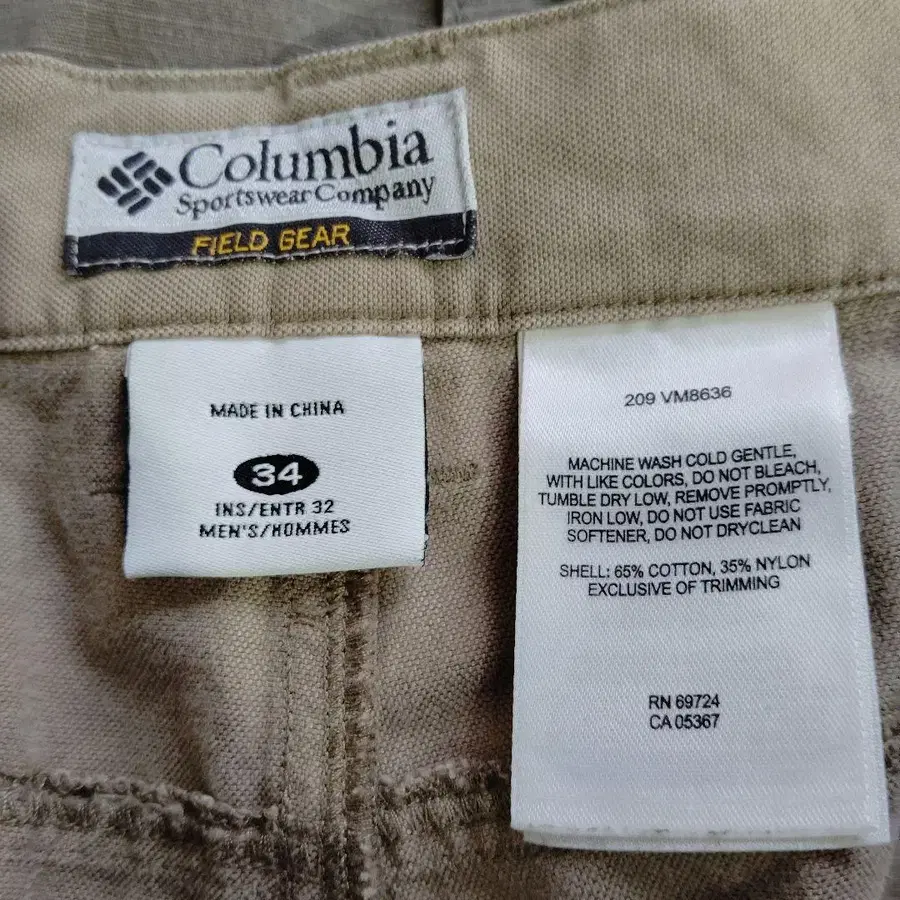 Columbia
Sportswear Company
FIELD GEAR
MADE IN CHINA
34
INS/ENTR 32
MEN'S/HOMMES
209 VM8636
MACHINE WASH COLD GENTLE,
WITH LIKE COLORS, DO NOT BLEACH,
TUMBLE DRY LOW, REMOVE PROMPTLY,
IRON LOW, DO NOT USE FABRIC
SOFTENER, DO NOT DRYCLEAN
SHELL: 65% COTTON, 35% NYLON
EXCLUSIVE OF TRIMMING
RN 69724
CA 05367